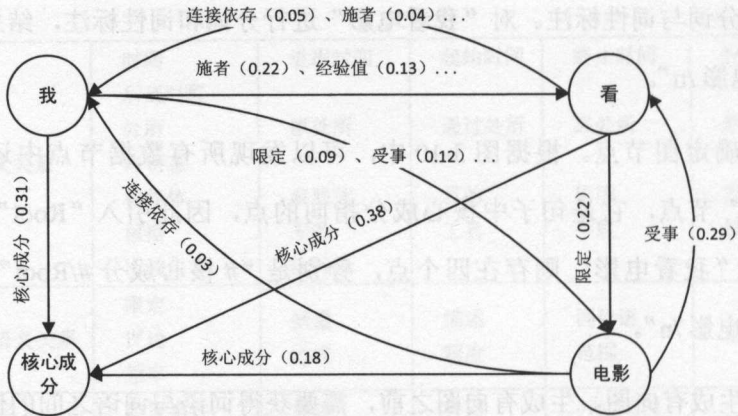 连接依存（0.05）、施者（0.04）...
施者（0.22）、经验值（0.13）...
我
看
限定（0.09）、受事（0.12）...
核心成分（0.31）
连接依存（0.03）
核心成分（0.38）
限定（0.22）
受事（0.29）
核心成分（0.18）
核心成
分
电影